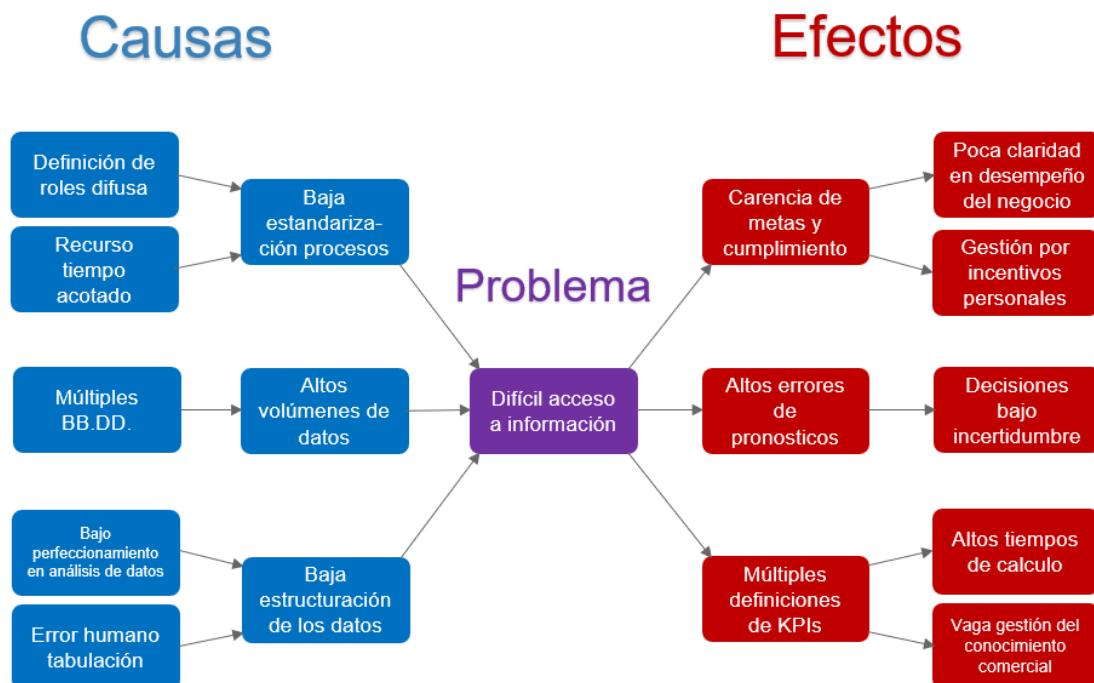 Causas
Efectos
Definición de
roles difusa
Recurso
tiempo
acotado
Baja
estandariza-
ción procesos
Múltiples
BB.DD.
Altos
volúmenes de
datos
Bajo
perfeccionamiento
en análisis de datos
Error humano
tabulación
Baja
estructuración
de los datos
Problema
Difícil acceso
a información
Carencia de
metas y
cumplimiento
Poca claridad
en desempeño
del negocio
Gestión por
incentivos
personales
Altos errores
de
pronosticos
Decisiones
bajo
incertidumbre
Múltiples
definiciones
de KPIs
Altos tiempos
de calculo
Vaga gestión del
conocimiento
comercial